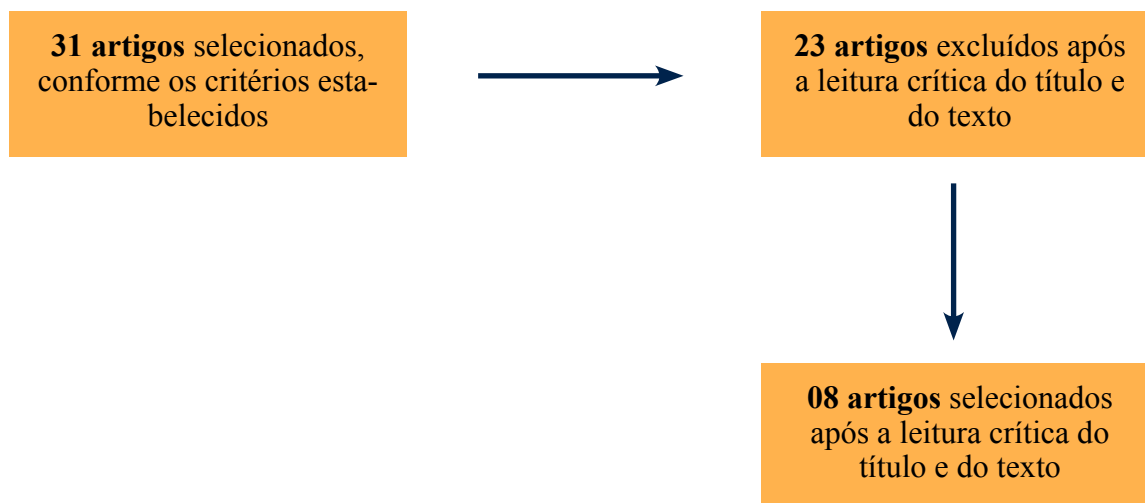 31 artigos selecionados,
conforme os critérios esta-
belecidos
23 artigos excluídos após
a leitura crítica do título e
do texto
08 artigos selecionados
após a leitura crítica do
título e do texto